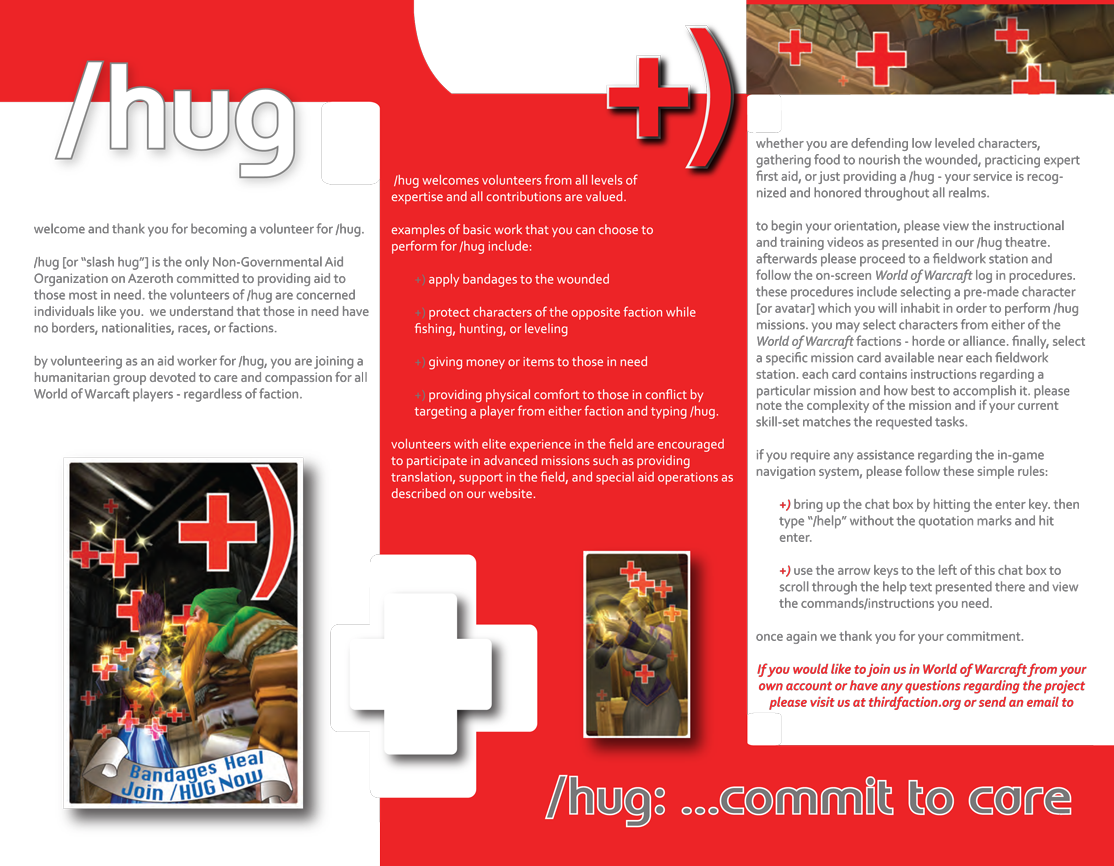 /hug
welcome and thank you for becoming a volunteer for /hug.
/hug [or “slash hug”] is the only Non-Governmental Aid
Organization on Azeroth committed to providing aid to
those most in need. the volunteers of /hug are concerned
individuals like you.  we understand that those in need have
no borders, nationalities, races, or factions.
by volunteering as an aid worker for /hug, you are joining a
humanitarian group devoted to care and compassion for all
World of Warcaft players - regardless of faction.
+)
Bandages Heal
Join /HUG Now
+)
/hug welcomes volunteers from all levels of
expertise and all contributions are valued.
examples of basic work that you can choose to
perform for /hug include:
+) apply bandages to the wounded
+) protect characters of the opposite faction while
fishing, hunting, or leveling
+) giving money or items to those in need
+) providing physical comfort to those in conflict by
targeting a player from either faction and typing /hug.
volunteers with elite experience in the field are encouraged
to participate in advanced missions such as providing
translation, support in the field, and special aid operations as
described on our website.
whether you are defending low leveled characters,
gathering food to nourish the wounded, practicing expert
first aid, or just providing a /hug - your service is recog-
nized and honored throughout all realms.
to begin your orientation, please view the instructional
and training videos as presented in our /hug theatre.
afterwards please proceed to a fieldwork station and
follow the on-screen World of Warcraft log in procedures.
these procedures include selecting a pre-made character
[or avatar] which you will inhabit in order to perform /hug
missions. you may select characters from either of the
World of Warcraft factions - horde or alliance. finally, select
a specific mission card available near each fieldwork
station. each card contains instructions regarding a
particular mission and how best to accomplish it. please
note the complexity of the mission and if your current
skill-set matches the requested tasks.
if you require any assistance regarding the in-game
navigation system, please follow these simple rules:
+) bring up the chat box by hitting the enter key. then
type “/help” without the quotation marks and hit
enter.
+) use the arrow keys to the left of this chat box to
scroll through the help text presented there and view
the commands/instructions you need.
once again we thank you for your commitment.
If you would like to join us in World of Warcraft from your
own account or have any questions regarding the project
please visit us at thirdfaction.org or send an email to
/hug: ...commit to care